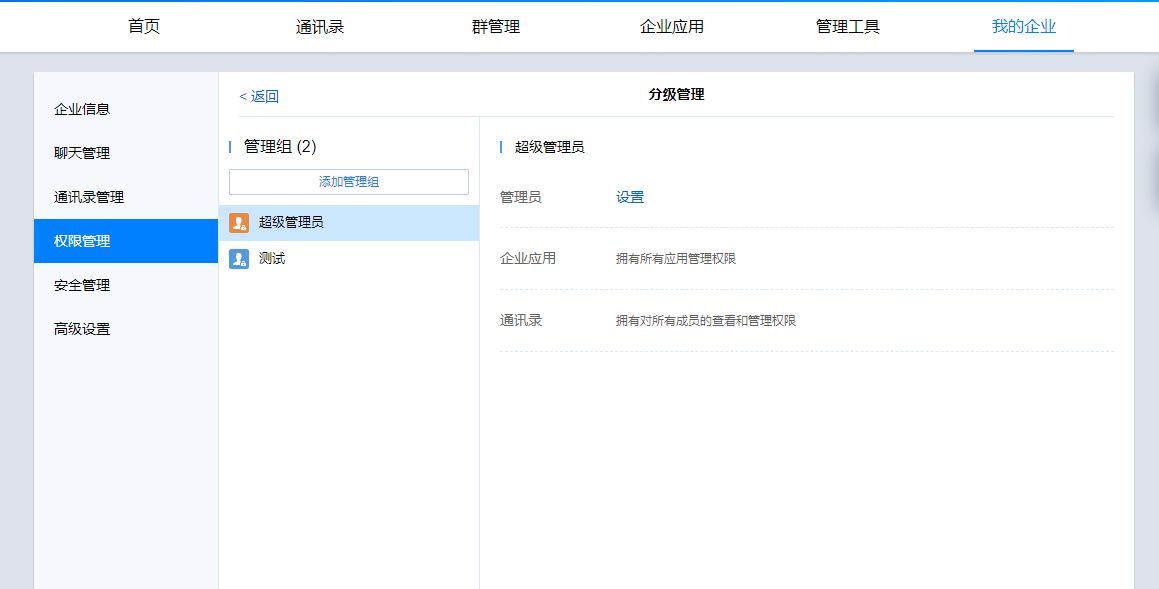 首页
通讯录
群管理
企业应用
管理工具
我的企业
企业信息
聊天管理
通讯录管理
权限管理
安全管理
高级设置
< 返回
分级管理
管理组 (2)
添加管理组
超级管理员
测试
超级管理员
管理员 设置
企业应用 拥有所有应用管理权限
通讯录 拥有对所有成员的查看和管理权限